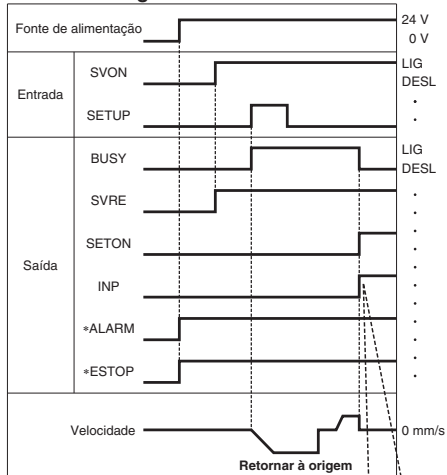 Fonte de alimentação
24 V
0 V
Entrada
SVON
LIG
DESL
SETUP
Saída
BUSY
LIG
DESL
SVRE
SETON
INP
*ALARM
*ESTOP
Velocidade
0 mm/s
Retornar à origem